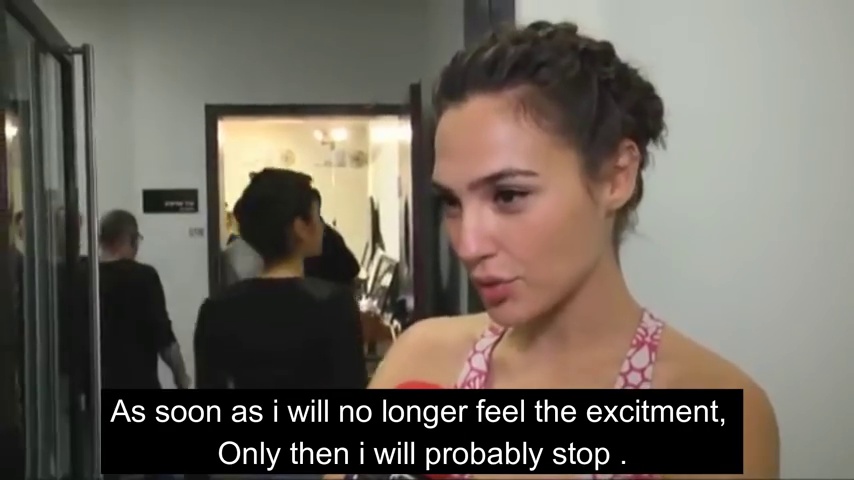 As soon as i will no longer feel the excitment,
Only then i will probably stop .